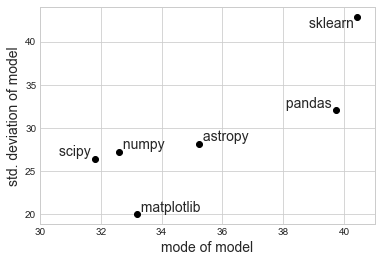 sklearn
40
35
pandas
30
astropy
numpy
scipy
25
matplotlib
20
30
32
34
36
38
40
mode of model
std. deviation of model